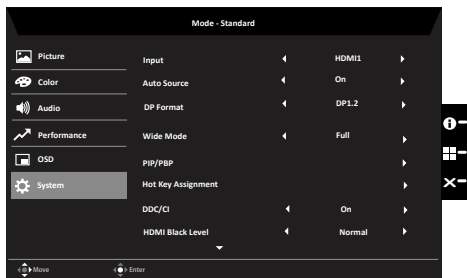 Mode - Standard
Picture
Color
Audio
Performance
OSD
System
Input HDMI1
Auto Source On
DP Format DP1.2
Wide Mode Full
PIP/PBP
Hot Key Assignment
DDC/CI On
HDMI Black Level Normal
Move Enter